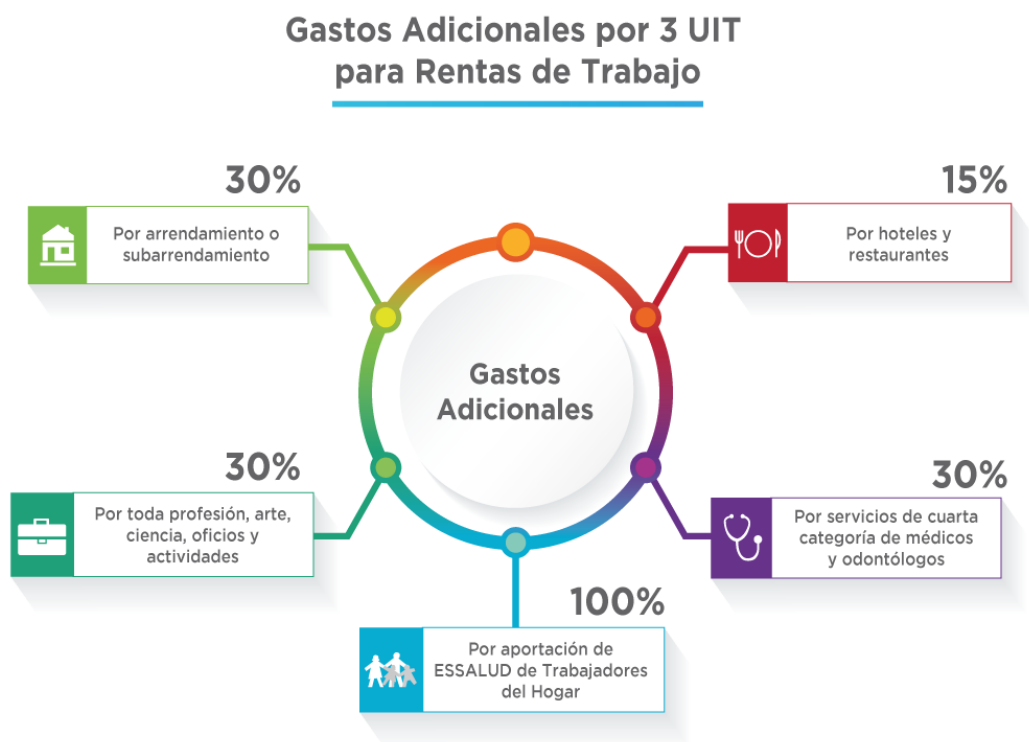 Gastos Adicionales por 3 UIT
para Rentas de Trabajo
30%
Por arrendamiento o
subarrendamiento
15%
Por hoteles y
restaurantes
Gastos
Adicionales
30%
Por toda profesión, arte,
ciencia, oficios y
actividades
30%
Por servicios de cuarta
categoría de médicos
y odontólogos
100%
Por aportación de
ESSALUD de Trabajadores
del Hogar